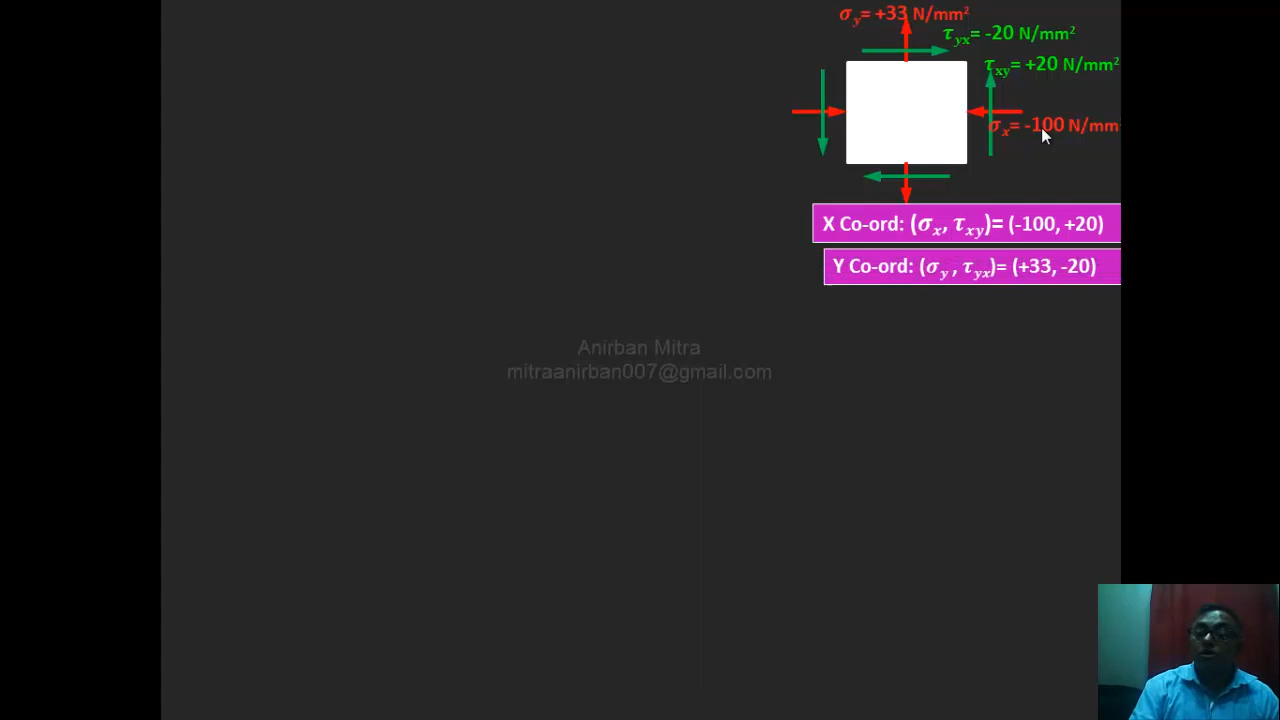 σy= +33 N/mm²
τyx= -20 N/mm²
τxy= +20 N/mm²
σx= -100 N/mm
X Co-ord: (σx, τxy)= (-100, +20)
Y Co-ord: (σy , τyx)= (+33, -20)
Anirban Mitra
mitraanirban007@gmail.com